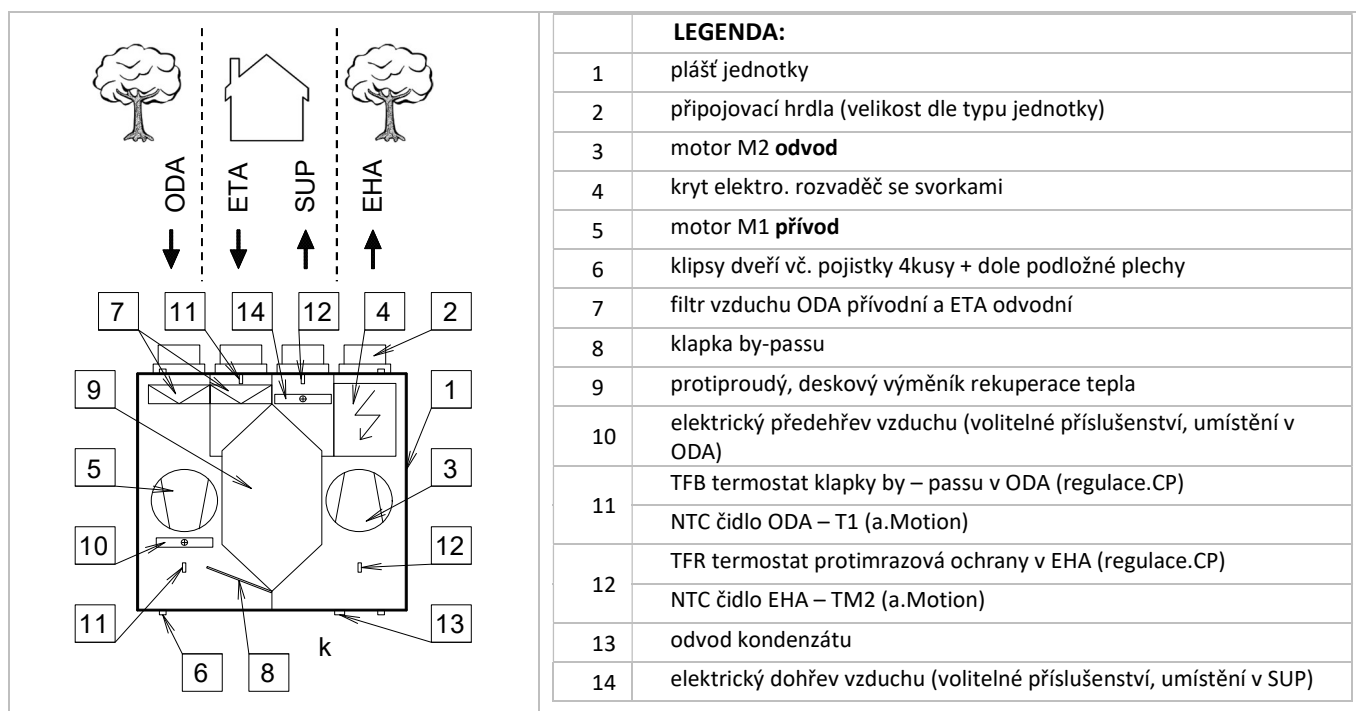 ODA
ETA
SUP
EHA
7
11
14
12
4
2
9
1
5
3
10
12
11
13
k
6
8
LEGENDA:
1 plášť jednotky
2 připojovací hrdla (velikost dle typu jednotky)
3 motor M2 odvod
4 kryt elektro. rozvaděč se svorkami
5 motor M1 přívod
6 klipsy dveří vč. pojistky 4kusy + dole podložné plechy
7 filtr vzduchu ODA přívodní a ETA odvodní
8 klapka by-passu
9 protiproudý, deskový výměník rekuperace tepla
10 elektrický předehřev vzduchu (volitelné příslušenství, umístění v
ODA)
11 TFB termostat klapky by – passu v ODA (regulace.CP)
NTC čidlo ODA – T1 (a.Motion)
12 TFR termostat protimrazová ochrany v EHA (regulace.CP)
NTC čidlo EHA – TM2 (a.Motion)
13 odvod kondenzátu
14 elektrický dohřev vzduchu (volitelné příslušenství, umístění v SUP)